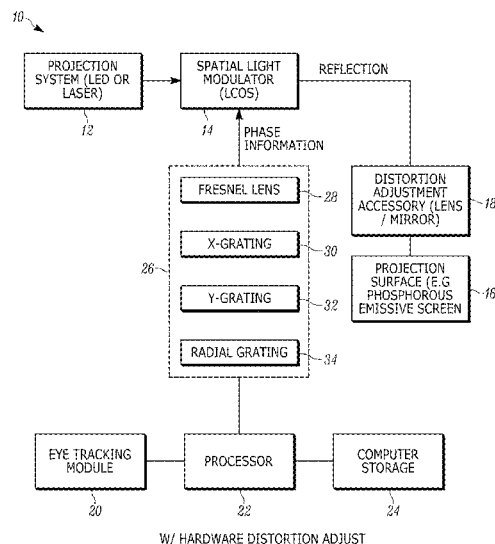 10
PROJECTION
SYSTEM (LED OR
LASER)
12
SPATIAL LIGHT
MODULATOR
(LCOS)
14
REFLECTION
PHASE
INFORMATION
DISTORTION
ADJUSTMENT
ACCESSORY (LENS
/ MIRROR)
18
PROJECTION
SURFACE (E.G
PHOSPHOROUS
EMISSIVE SCREEN
16
26
FRESNEL LENS
28
X-GRATING
30
Y-GRATING
32
RADIAL GRATING
34
EYE TRACKING
MODULE
20
PROCESSOR
22
COMPUTER
STORAGE
24
W/ HARDWARE DISTORTION ADJUST